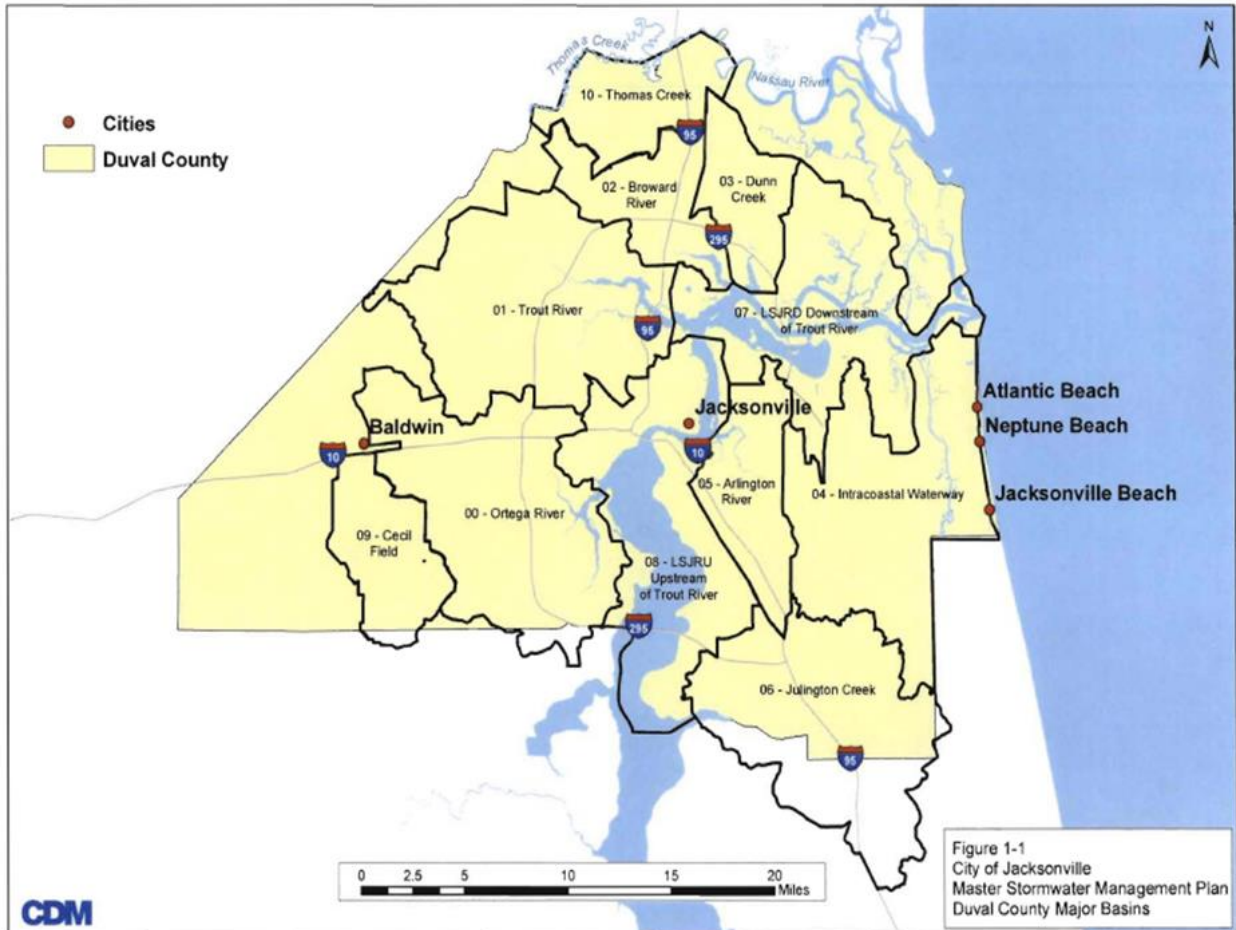 N
Thomas Creek
Nassau River
Cities
Duval County
10 - Thomas Creek
95
02 - Broward
River
03 - Dunn
Creek
295
01 - Trout River
95
07 - LSJRD Downstream
of Trout River
Atlantic Beach
Jacksonville
Baldwin
Neptune Beach
10
10
05 - Arlington
River
04 - Intracoastal Waterway
Jacksonville Beach
00 - Ortega River
09 - Cecil
Field
08 - LSJRU
Upstream
of Trout River
295
06 - Julington Creek
95
0 2.5 5 10 15 20
Miles
Figure 1-1
City of Jacksonville
Master Stormwater Management Plan
Duval County Major Basins
CDM